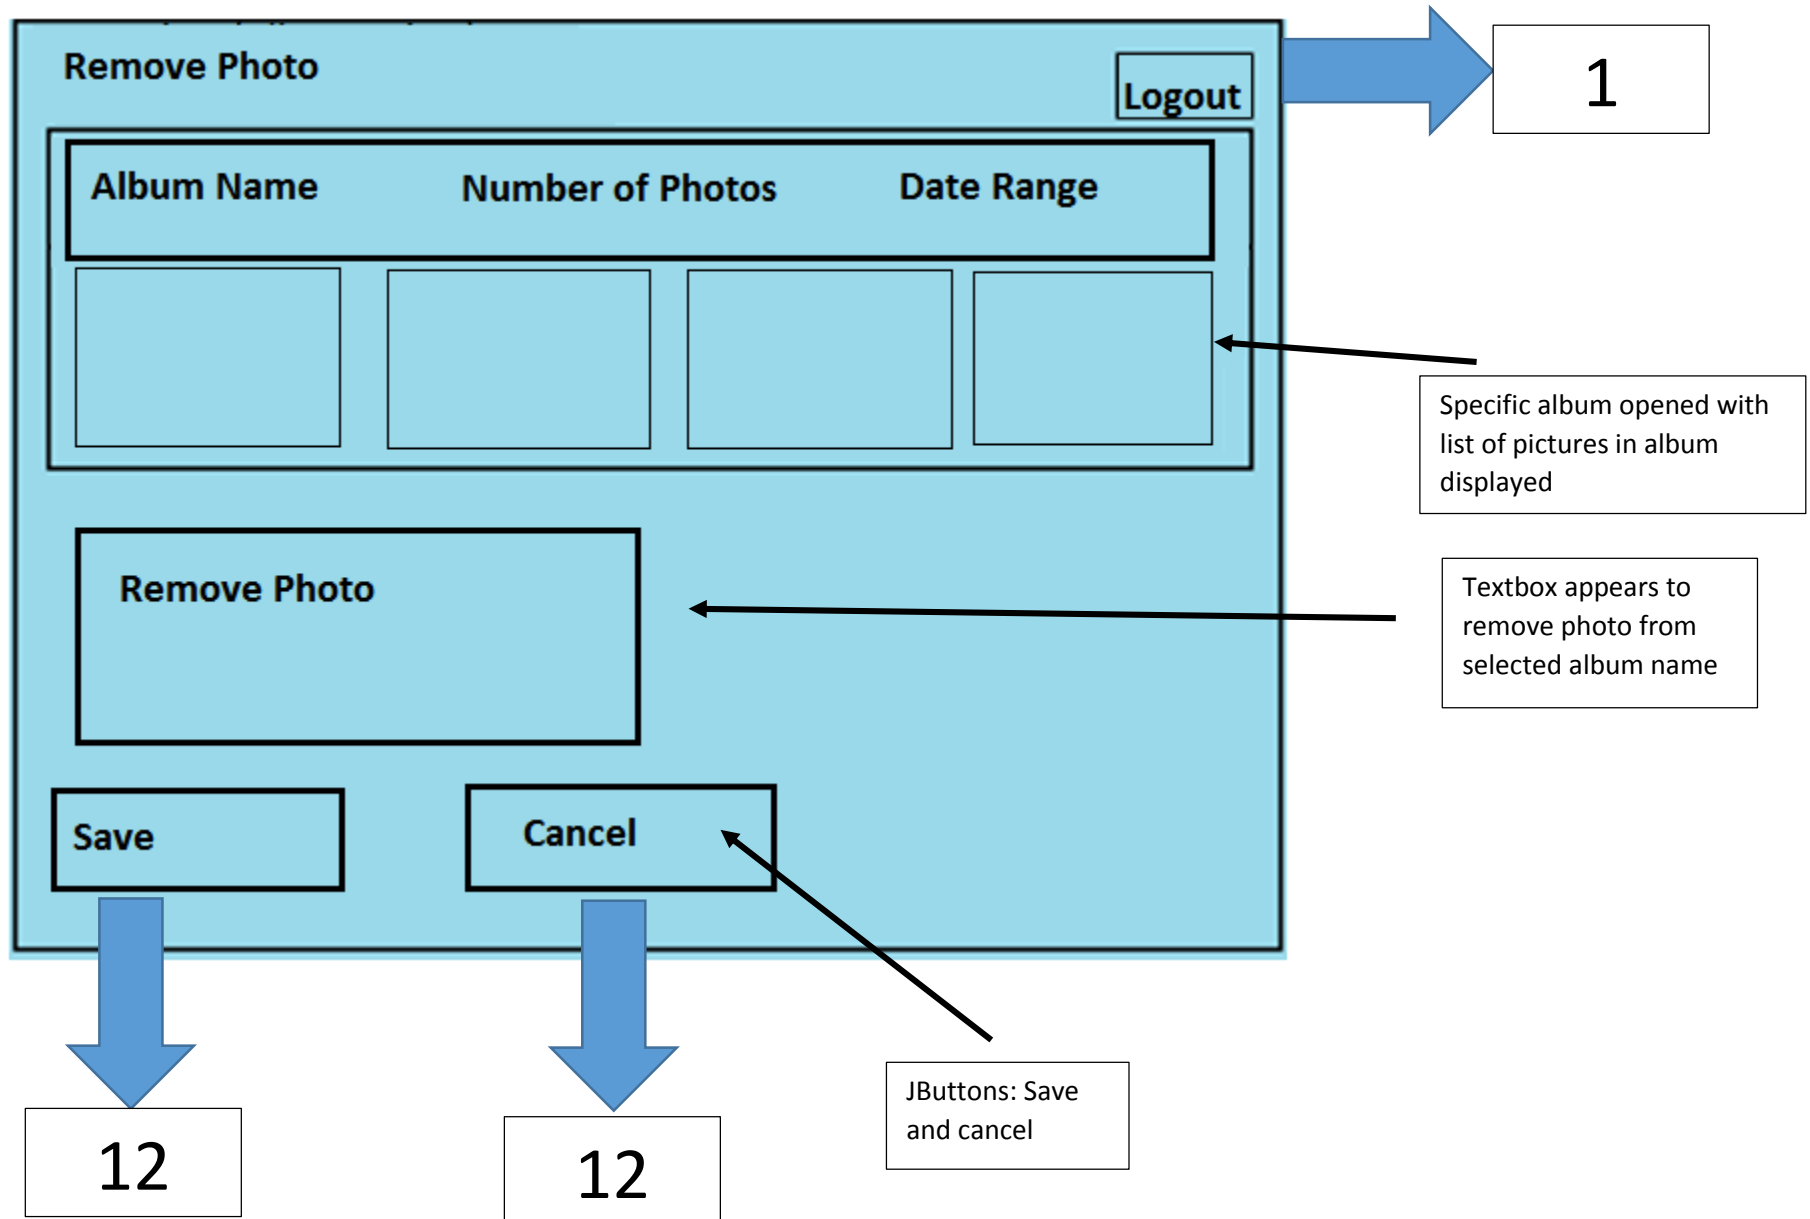 Remove Photo
Logout
1
Album Name
Number of Photos
Date Range
Specific album opened with
list of pictures in album
displayed
Remove Photo
Textbox appears to
remove photo from
selected album name
Save
Cancel
JButtons: Save
and cancel
12
12